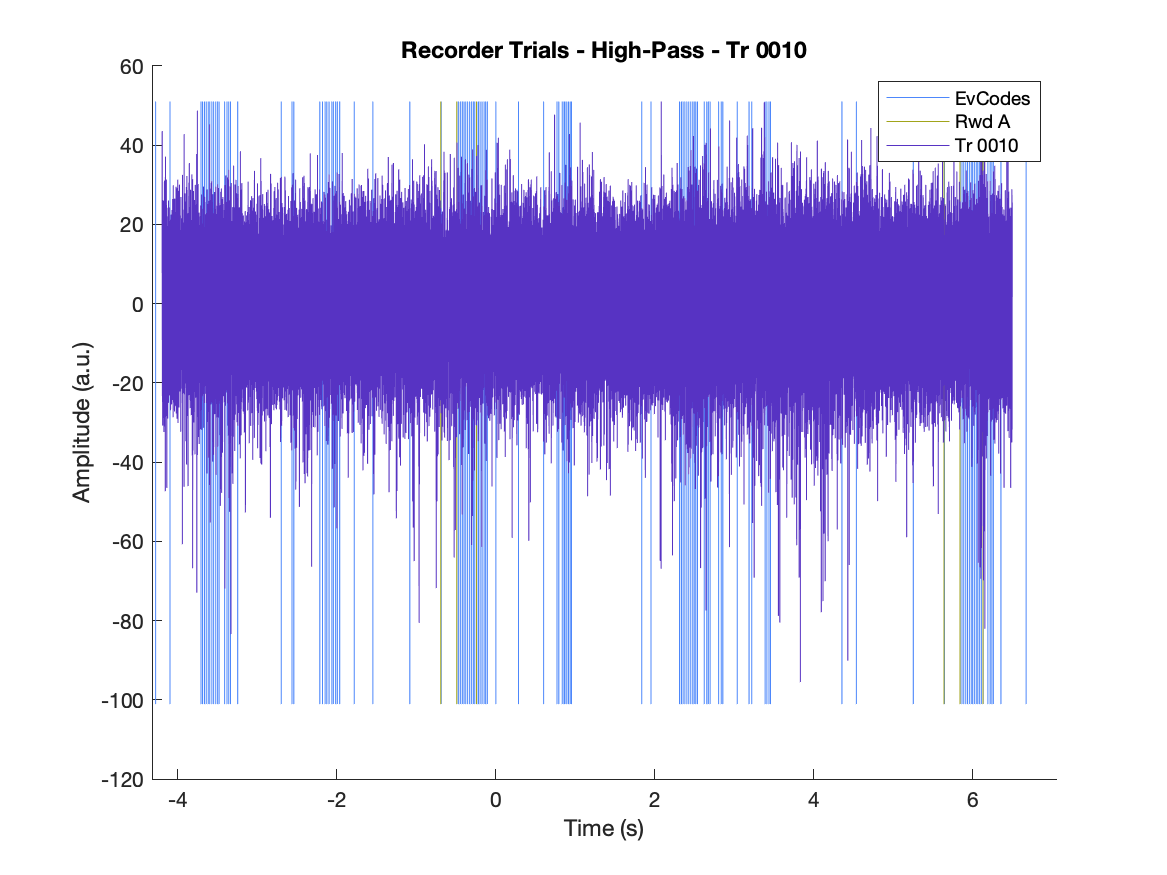 Recorder Trials - High-Pass - Tr 0010
60
40
20
0
-20
-40
-60
-80
-100
-120
Amplitude (a.u.)
EvCodes
Rwd A
Tr 0010
-4 -2 0 2 4 6
Time (s)